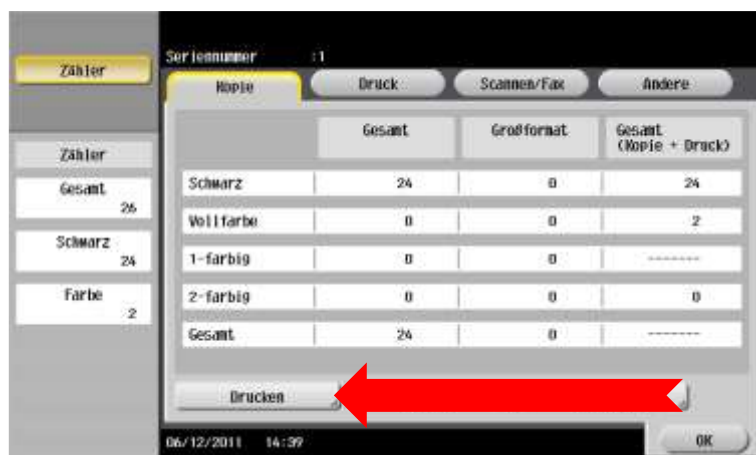 Zähler
Seriennummer :1
Kopie Druck Scannen/Fax Andere
Zähler
Gesamt
26
Schwarz
24
Farbe
2
Gesamt Großformat Gesamt
(Kopie + Druck)
Schwarz 24 0 24
Vollfarbe 0 0 2
1-farbig 0 0 -------
2-farbig 0 0 0
Gesamt 24 0 -------
Drucken
06/12/2011 14:39
OK